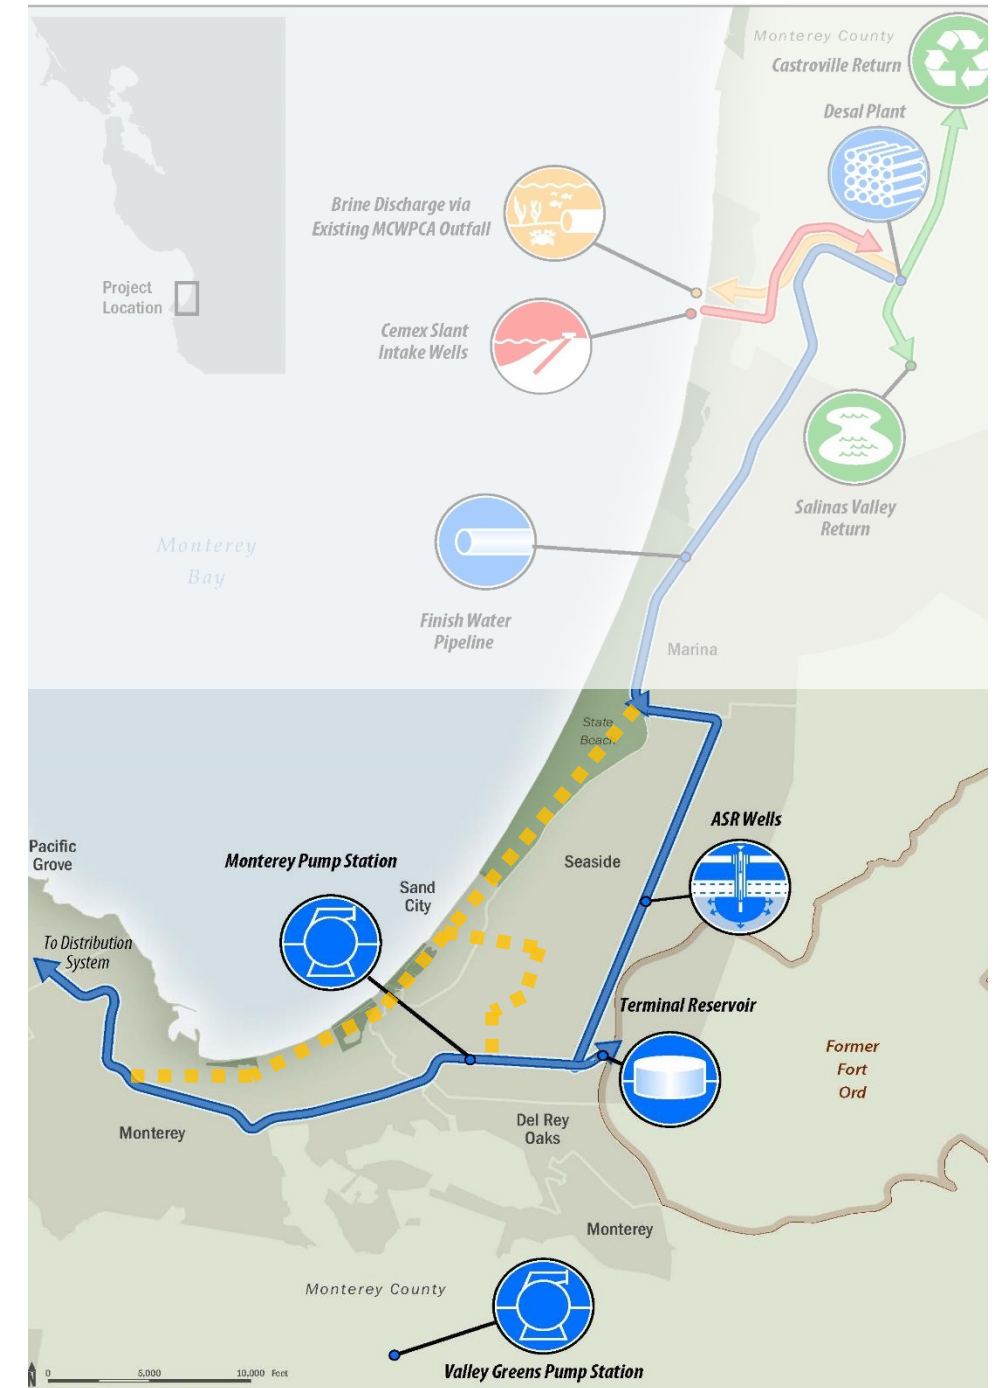 Monterey County
Castroville Return
Desal Plant
Brine Discharge via
Existing MCWPCA Outfall
Project
Location
Cemex Slant
Intake Wells
Salinas Valley
Return
Monterey
Bay
Finish Water
Pipeline
Marina
State
Beach
ASR Wells
Pacific
Grove
Monterey Pump Station
Seaside
Sand
City
To Distribution
System
Terminal Reservoir
Former
Fort
Ord
Monterey
Del Rey
Oaks
Monterey
Monterey County
Valley Greens Pump Station
N
0 5,000 10,000 Feet